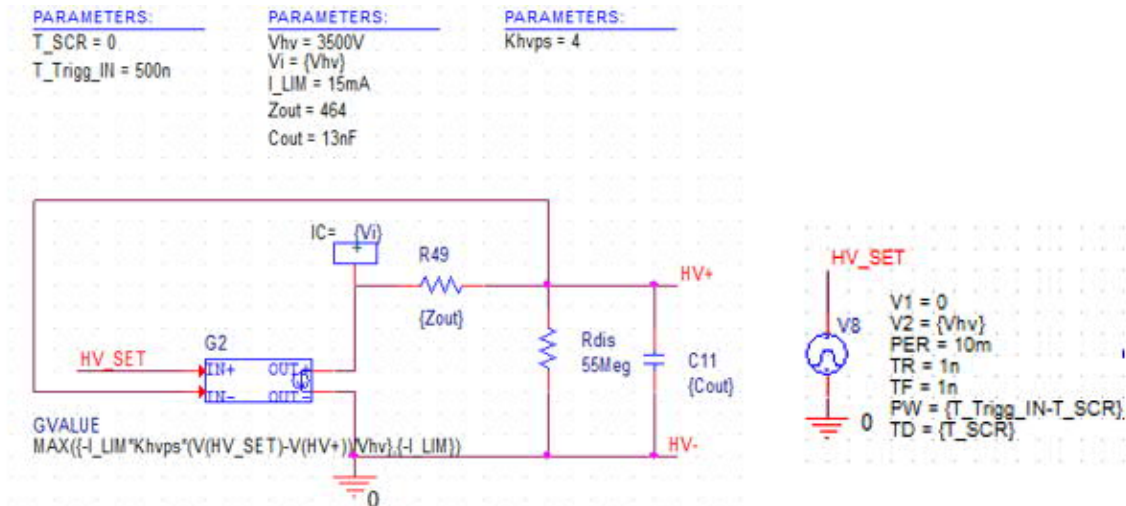 PARAMETERS:
T_SCR = 0
T_Trigg_IN = 500n
PARAMETERS:
Vhv = 3500V
Vi = {Vhv}
I_LIM = 15mA
Zout = 464
Cout = 13nF
PARAMETERS:
Khvps = 4
IC= {Vi}
+
R49
{Zout}
HV+
G2
HV_SET
IN+ OUT+
IN- OUT-
Rdis
55Meg
C11
{Cout}
GVALUE
MAX({-I_LIM*Khvps*(V(HV_SET)-V(HV+))/Vhv},{-I_LIM})
HV-
0
HV_SET
V8
V1 = 0
V2 = {Vhv}
PER = 10m
TR = 1n
TF = 1n
PW = {T_Trigg_IN-T_SCR}
TD = {T_SCR}
0